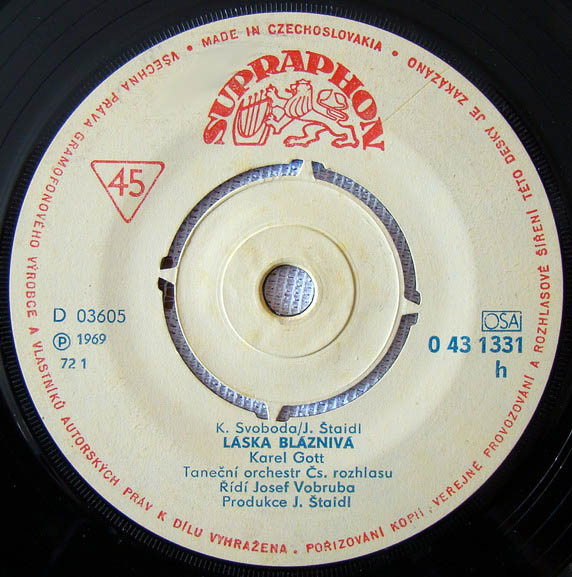 VŠECHNA PRÁVA GRAMOFONOVÉHO VÝROBCE A VLASTNÍKŮ AUTORSKÝCH PRÁV K DÍLU VYHRAŽENA · POŘIZOVÁNÍ KOPIÍ, VEŘEJNÉ PROVOZOVÁNÍ A ROZHLASOVÉ ŠÍŘENÍ TÉTO DESKY JE ZAKÁZÁNO · MADE IN CZECHOSLOVAKIA ·
SUPRAPHON
45
D 03605
Ⓟ 1969
72 1
OSA
0 43 1331
h
K. Svoboda/J. Štaidl
LÁSKA BLÁZNIVÁ
Karel Gott
Taneční orchestr Čs. rozhlasu
Řídí Josef Vobruba
Produkce J. Štaidl